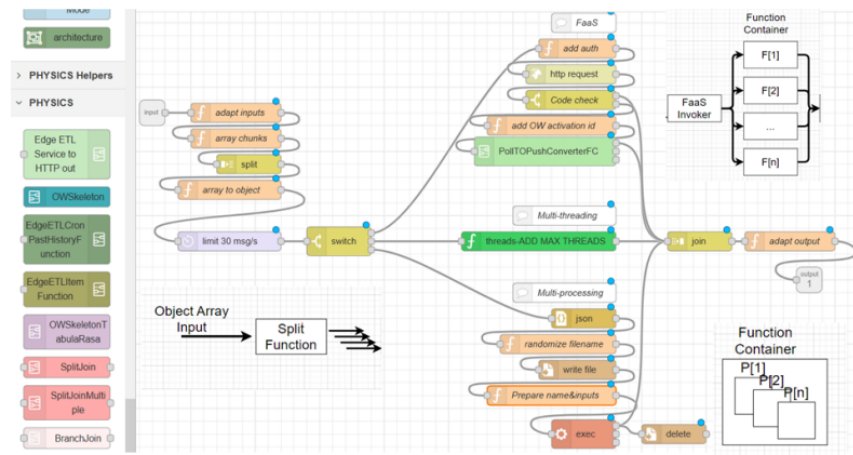 Mode
architecture
PHYSICS Helpers
PHYSICS
Edge ETL
Service to
HTTP out
OWSkeleton
EdgeETLCron
PastHistoryF
unction
EdgeETLItem
Function
OWSkeletonT
abulaRasa
SplitJoin
SplitJoinMulti
ple
BranchJoin
input
adapt inputs
array chunks
split
array to object
limit 30 msg/s
switch
Object Array
Input
Split
Function
FaaS
add auth
http request
Code check
add OW activation id
PollTOPushConverterFC
Multi-threading
threads-ADD MAX THREADS
Multi-processing
json
randomize filename
write file
Prepare name&inputs
exec
delete
join
adapt output
output
1
Function
Container
FaaS
Invoker
F[1]
F[2]
...
F[n]
Function
Container
P[1]
P[2]
P[n]